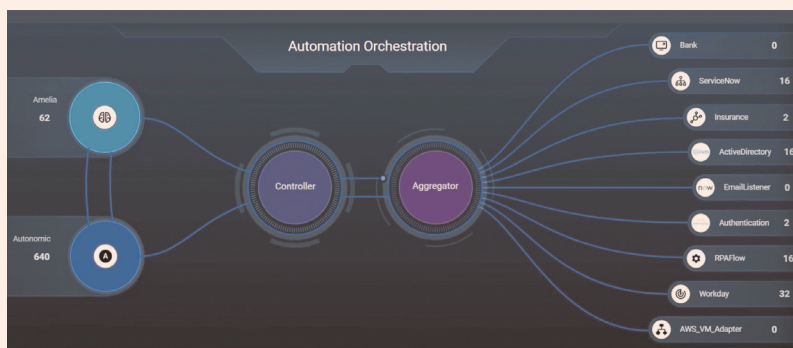 Automation Orchestration
Amelia
62
Autonomic
640
A
Controller
Aggregator
Bank 0
ServiceNow 16
Insurance 2
ActiveDirectory 16
now EmailListener 0
Authentication 2
RPAFlow 16
Workday 32
AWS_VM_Adapter 0